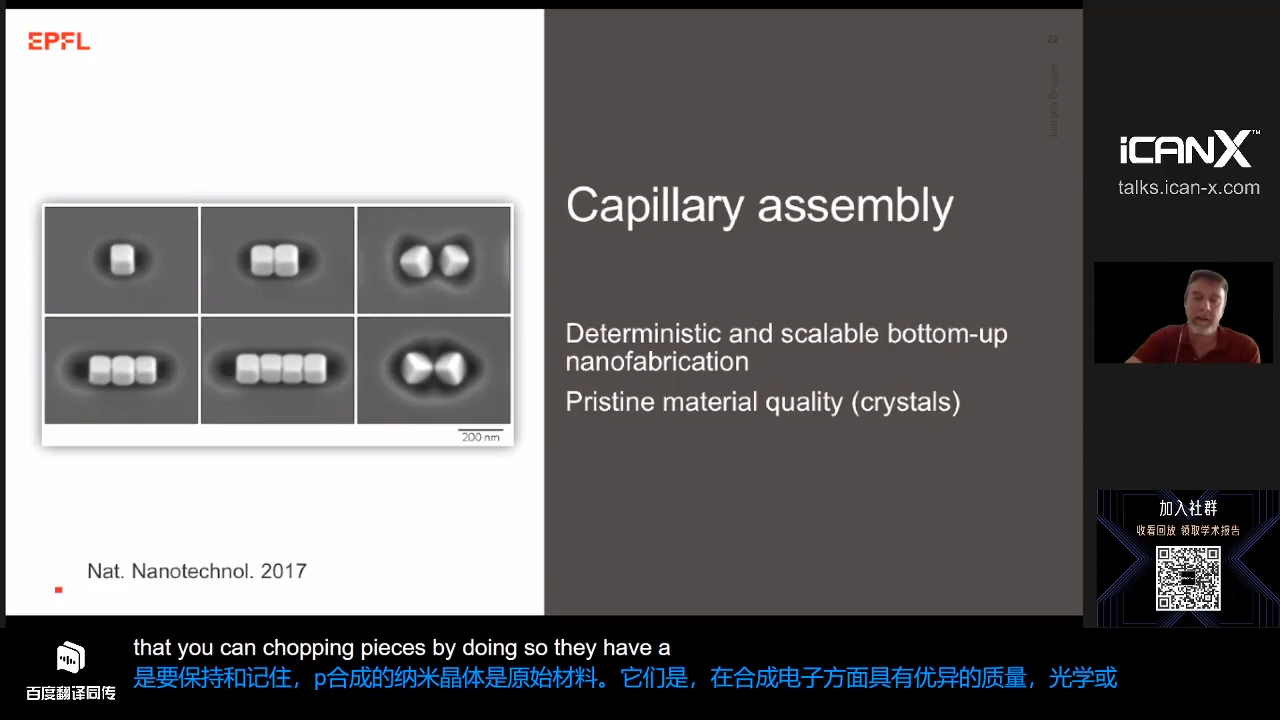 EPFL
22
Juergen Brugger
Capillary assembly
Deterministic and scalable bottom-up
nanofabrication
Pristine material quality (crystals)
200 nm
Nat. Nanotechnol. 2017
iCANX™
talks.ican-x.com
加入社群
收看回放 领取学术报告
that you can chopping pieces by doing so they have a
是要保持和记住，p合成的纳米晶体是原始材料。它们是，在合成电子方面具有优异的质量，光学或
百度翻译同传